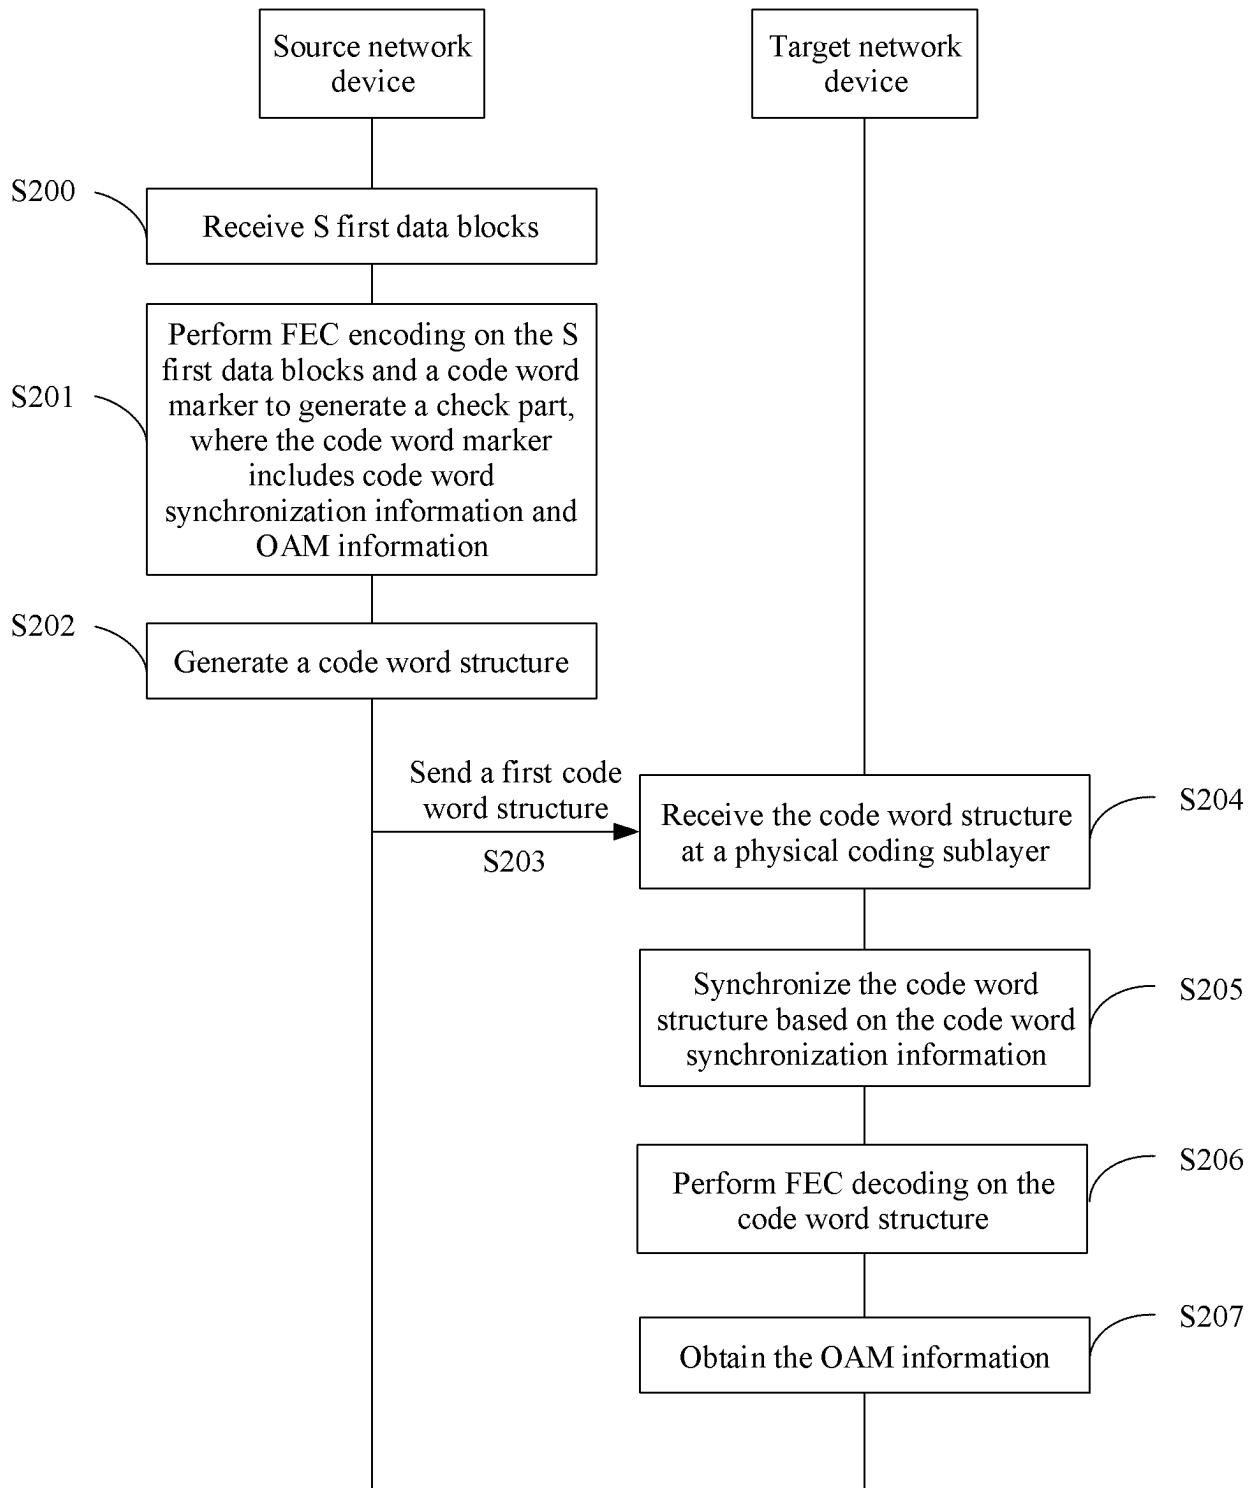 Source network
device
Target network
device
S200
Receive S first data blocks
S201
Perform FEC encoding on the S
first data blocks and a code word
marker to generate a check part,
where the code word marker
includes code word
synchronization information and
OAM information
S202
Generate a code word structure
Send a first code
word structure
S203
S204
Receive the code word structure
at a physical coding sublayer
S205
Synchronize the code word
structure based on the code word
synchronization information
S206
Perform FEC decoding on the
code word structure
S207
Obtain the OAM information